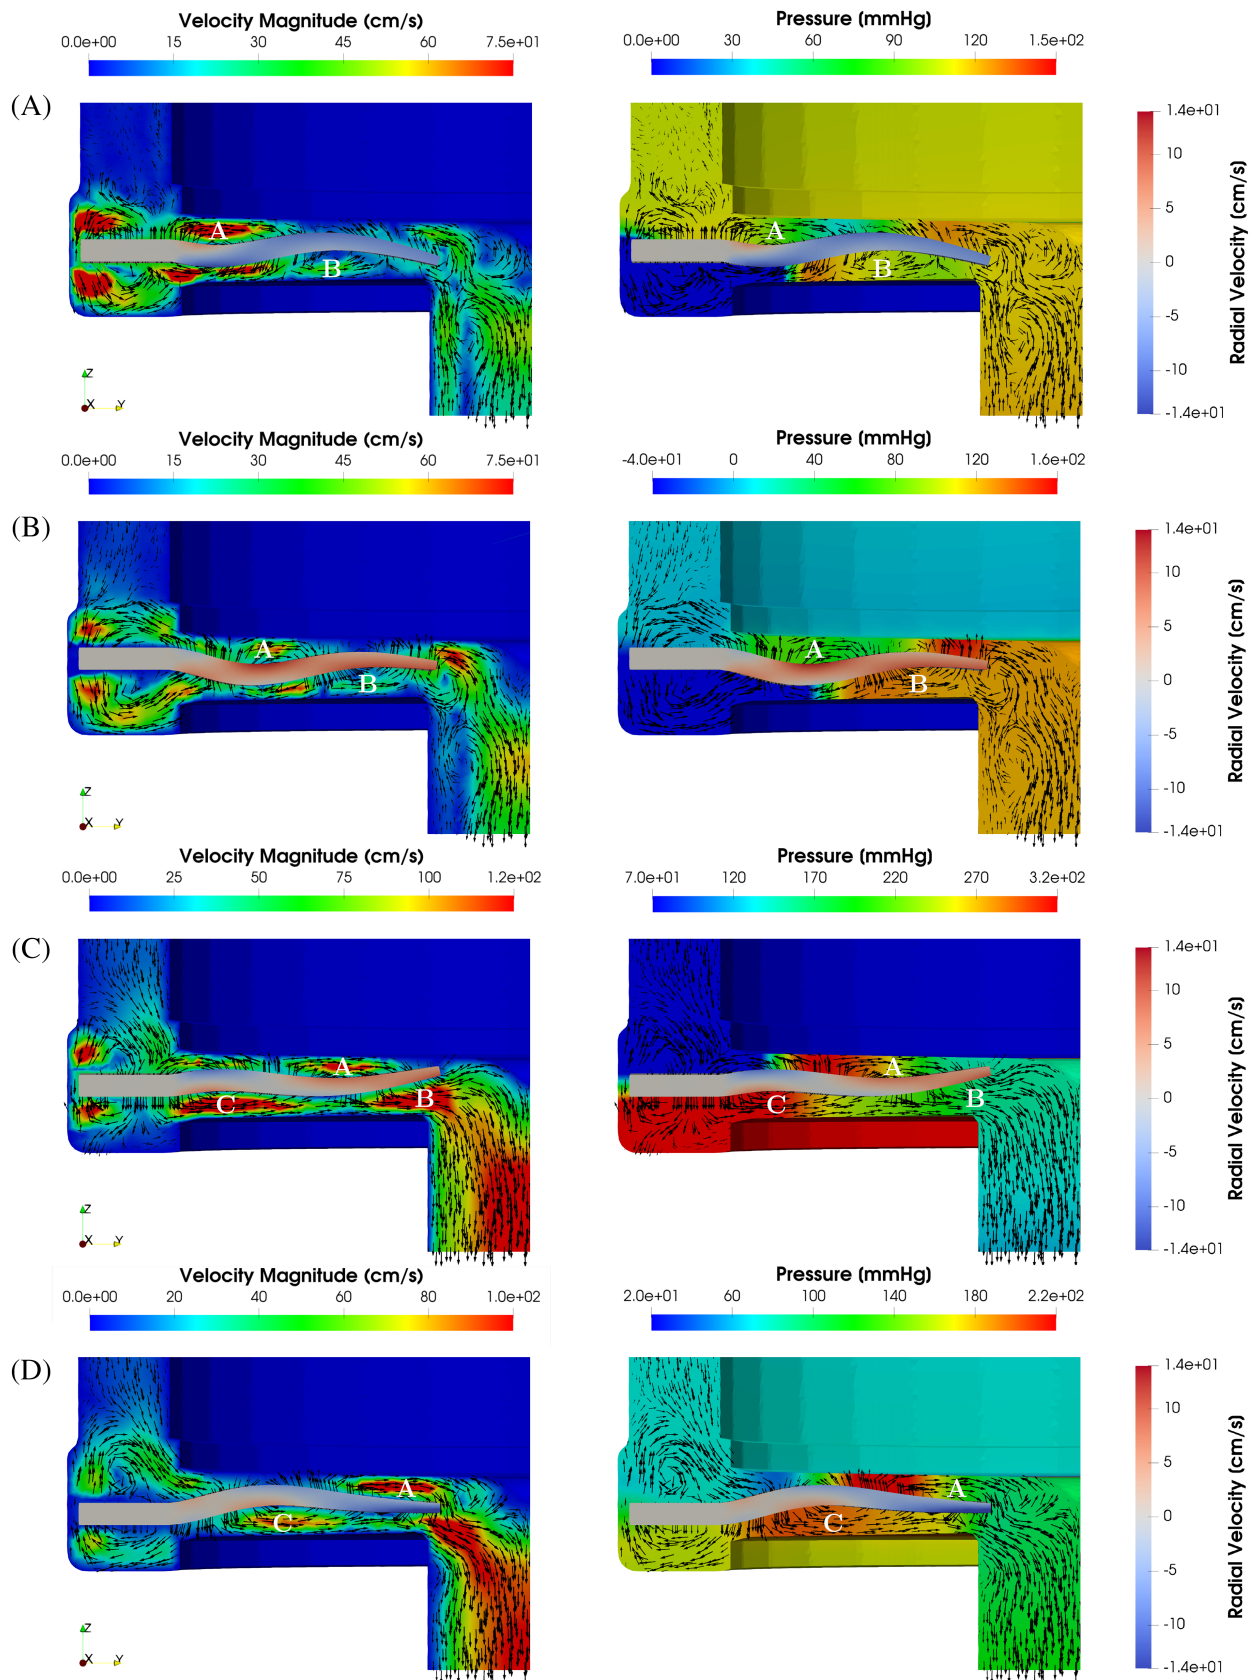 Velocity Magnitude (cm/s) Pressure (mmHg)
0.0e+00 15 30 45 60 7.5e+01 0.0e+00 30 60 90 120 1.5e+02
(A)
1.4e+01
10
5
0
-5
-10
-1.4e+01
Radial Velocity (cm/s)
A A
B B
Z
X Y
Velocity Magnitude (cm/s) Pressure (mmHg)
0.0e+00 15 30 45 60 7.5e+01 -4.0e+01 0 40 80 120 1.6e+02
(B)
1.4e+01
10
5
0
-5
-10
-1.4e+01
Radial Velocity (cm/s)
A A
B B
Z
X Y
Velocity Magnitude (cm/s) Pressure (mmHg)
0.0e+00 25 50 75 100 1.2e+02 7.0e+01 120 170 220 270 3.2e+02
(C)
1.4e+01
10
5
0
-5
-10
-1.4e+01
Radial Velocity (cm/s)
A A
C B C B
Z
X Y
Velocity Magnitude (cm/s) Pressure (mmHg)
0.0e+00 20 40 60 80 1.0e+02 2.0e+01 60 100 140 180 2.2e+02
(D)
1.4e+01
10
5
0
-5
-10
-1.4e+01
Radial Velocity (cm/s)
A A
C C
Z
X Y